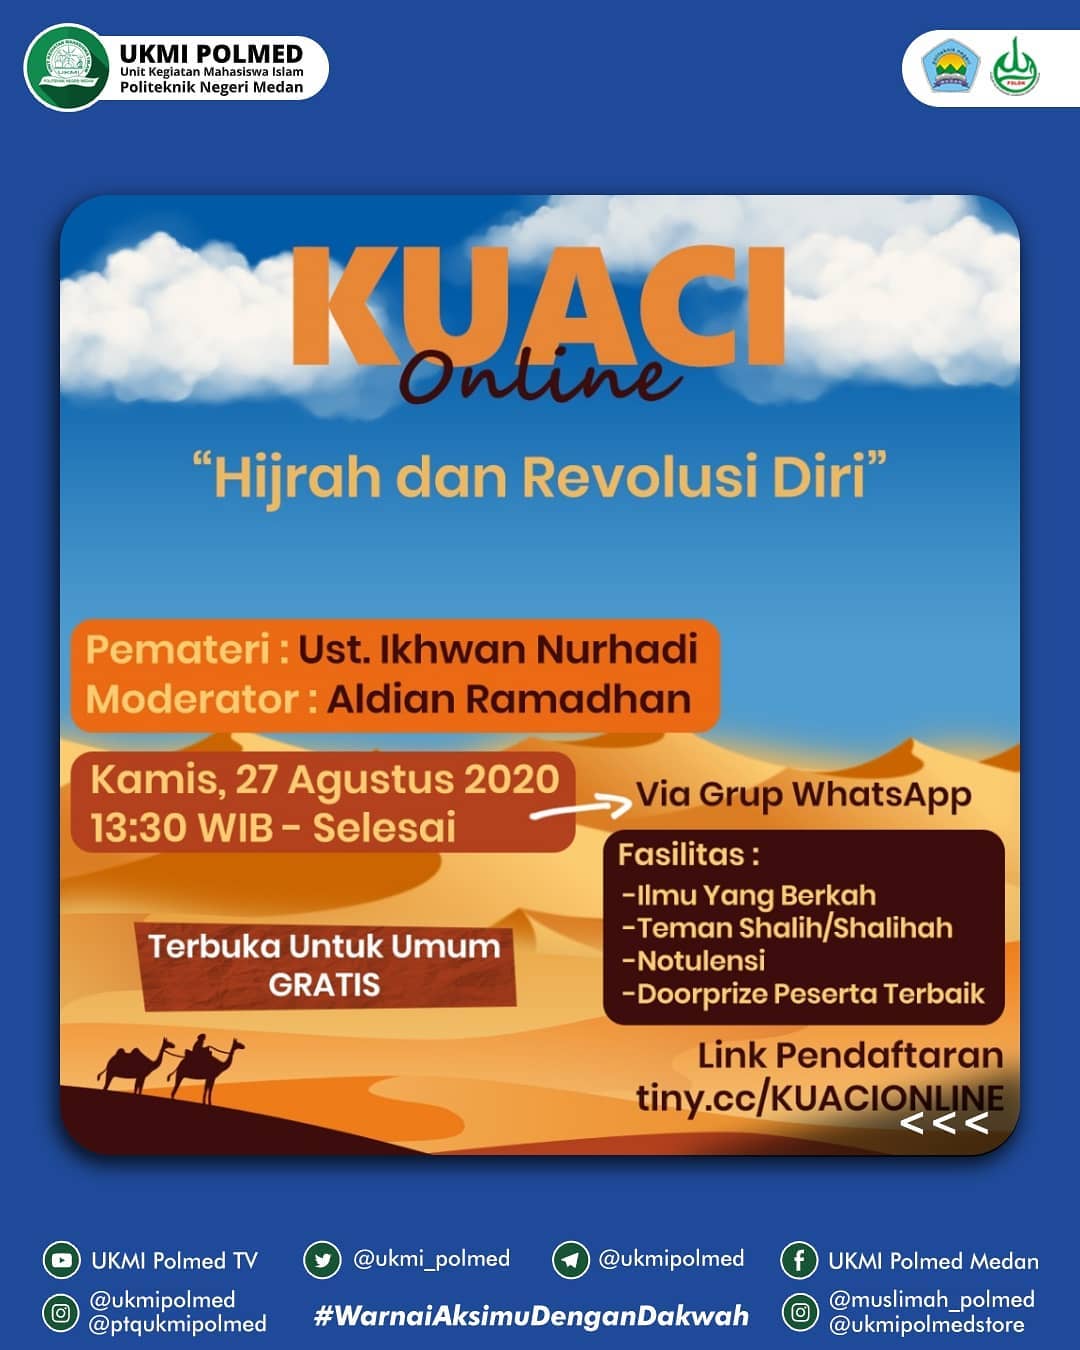 UKMI POLMED
Unit Kegiatan Mahasiswa Islam
Politeknik Negeri Medan
KUACI
Online
“Hijrah dan Revolusi Diri”
Pemateri : Ust. Ikhwan Nurhadi
Moderator : Aldian Ramadhan
Kamis, 27 Agustus 2020
13:30 WIB - Selesai
Via Grup WhatsApp
Fasilitas :
-Ilmu Yang Berkah
-Teman Shalih/Shalihah
-Notulensi
-Doorprize Peserta Terbaik
Terbuka Untuk Umum
GRATIS
Link Pendaftaran
tiny.cc/KUACIONLINE
<<<
UKMI Polmed TV
@ukmi_polmed
@ukmipolmed
UKMI Polmed Medan
@ukmipolmed
@ptqukmipolmed
#WarnaiAksimuDenganDakwah
@muslimah_polmed
@ukmipolmedstore